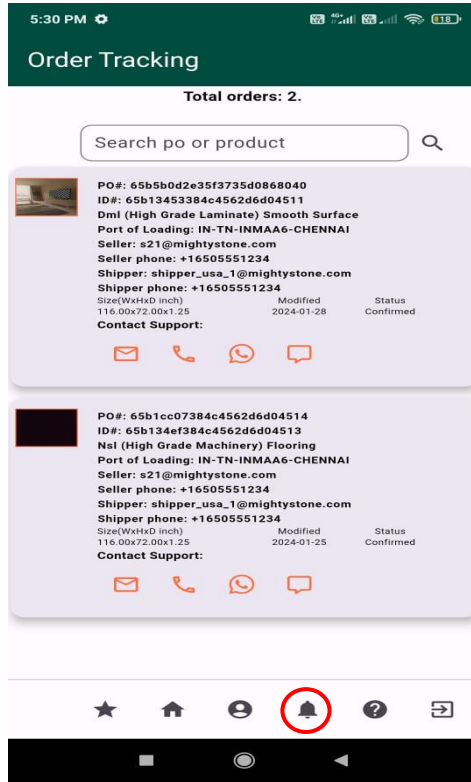 5:30 PM
18
Order Tracking
Total orders: 2.
Search po or product
PO#: 65b5b0d2e35f3735d0868040
ID#: 65b13453384c4562d6d04511
Dml (High Grade Laminate) Smooth Surface
Port of Loading: IN-TN-INMAA6-CHENNAI
Seller: s21@mightystone.com
Seller phone: +16505551234
Shipper: shipper_usa_1@mightystone.com
Shipper phone: +16505551234
Size(WxHxD inch) Modified Status
116.00x72.00x1.25 2024-01-28 Confirmed
Contact Support:
PO#: 65b1cc07384c4562d6d04514
ID#: 65b134ef384c4562d6d04513
Nsl (High Grade Machinery) Flooring
Port of Loading: IN-TN-INMAA6-CHENNAI
Seller: s21@mightystone.com
Seller phone: +16505551234
Shipper: shipper_usa_1@mightystone.com
Shipper phone: +16505551234
Size(WxHxD inch) Modified Status
116.00x72.00x1.25 2024-01-25 Confirmed
Contact Support: